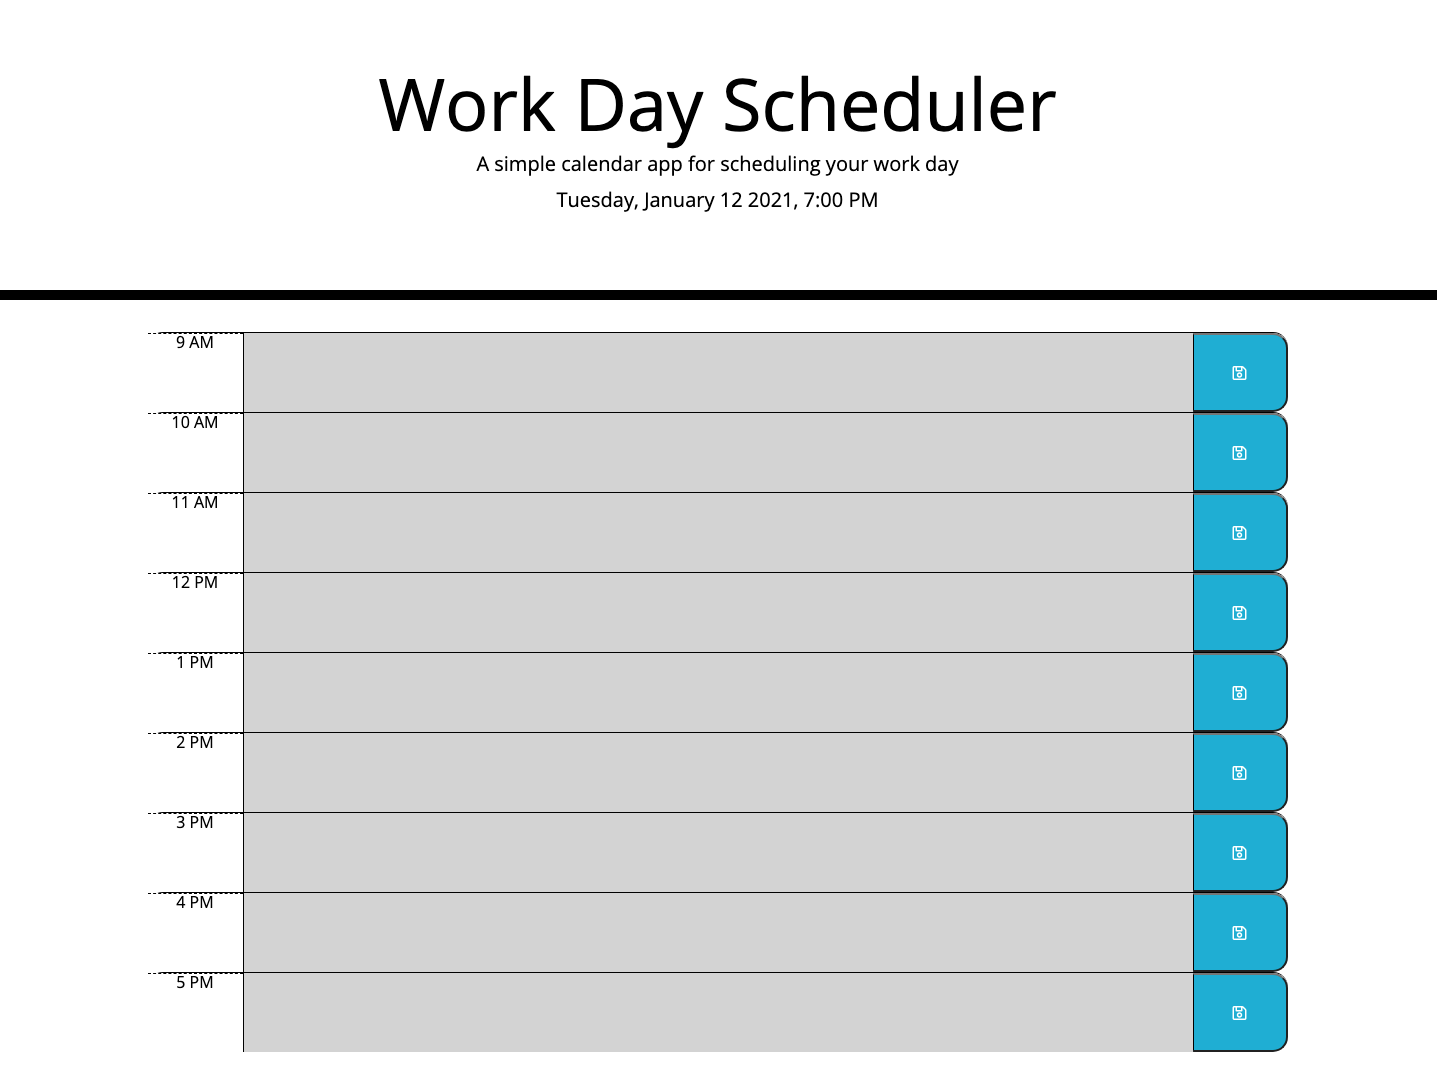 Work Day Scheduler
A simple calendar app for scheduling your work day
Tuesday, January 12 2021, 7:00 PM
9 AM
10 AM
11 AM
12 PM
1 PM
2 PM
3 PM
4 PM
5 PM